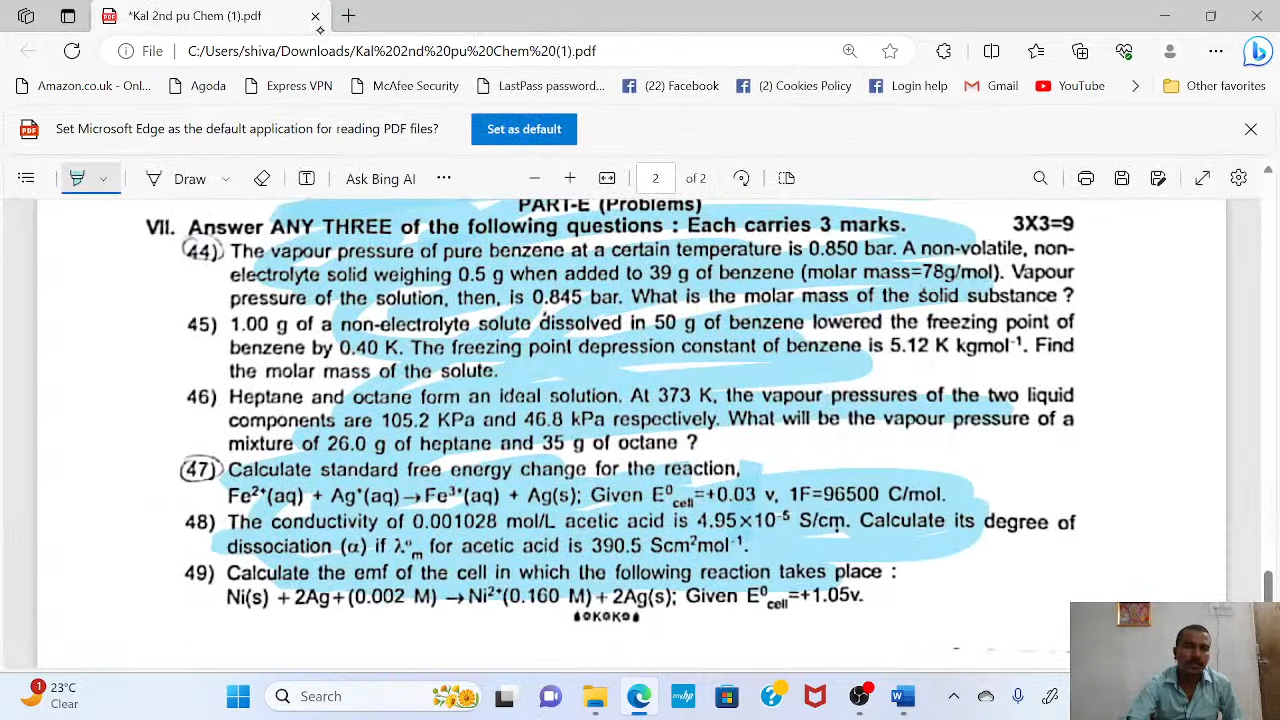 *Kal 2nd pu Chem (1).pdf
File C:/Users/shiva/Downloads/Kal%202nd%20pu%20Chem%20(1).pdf
Amazon.co.uk - Onl... Agoda Express VPN McAfee Security LastPass password... (22) Facebook (2) Cookies Policy Login help Gmail YouTube Other favorites
Set Microsoft Edge as the default application for reading PDF files? Set as default
Draw Ask Bing AI 2 of 2
PART-E (Problems)
VII. Answer ANY THREE of the following questions : Each carries 3 marks. 3X3=9
44) The vapour pressure of pure benzene at a certain temperature is 0.850 bar. A non-volatile, non-
electrolyte solid weighing 0.5 g when added to 39 g of benzene (molar mass=78g/mol). Vapour
pressure of the solution, then, is 0.845 bar. What is the molar mass of the solid substance ?
45) 1.00 g of a non-electrolyte solute dissolved in 50 g of benzene lowered the freezing point of
benzene by 0.40 K. The freezing point depression constant of benzene is 5.12 K kgmol⁻¹. Find
the molar mass of the solute.
46) Heptane and octane form an ideal solution. At 373 K, the vapour pressures of the two liquid
components are 105.2 KPa and 46.8 kPa respectively. What will be the vapour pressure of a
mixture of 26.0 g of heptane and 35 g of octane ?
47) Calculate standard free energy change for the reaction,
Fe²⁺(aq) + Ag⁺(aq)→Fe³⁺(aq) + Ag(s); Given E⁰cell=+0.03 v, 1F=96500 C/mol.
48) The conductivity of 0.001028 mol/L acetic acid is 4.95×10⁻⁵ S/cm. Calculate its degree of
dissociation (α) if λ°m for acetic acid is 390.5 Scm²mol⁻¹.
49) Calculate the emf of the cell in which the following reaction takes place :
Ni(s) +2Ag+(0.002 M) →Ni²⁺(0.160 M)+2Ag(s); Given E⁰cell=+1.05v.
KK
1 23°C
Clear
Search
myhp